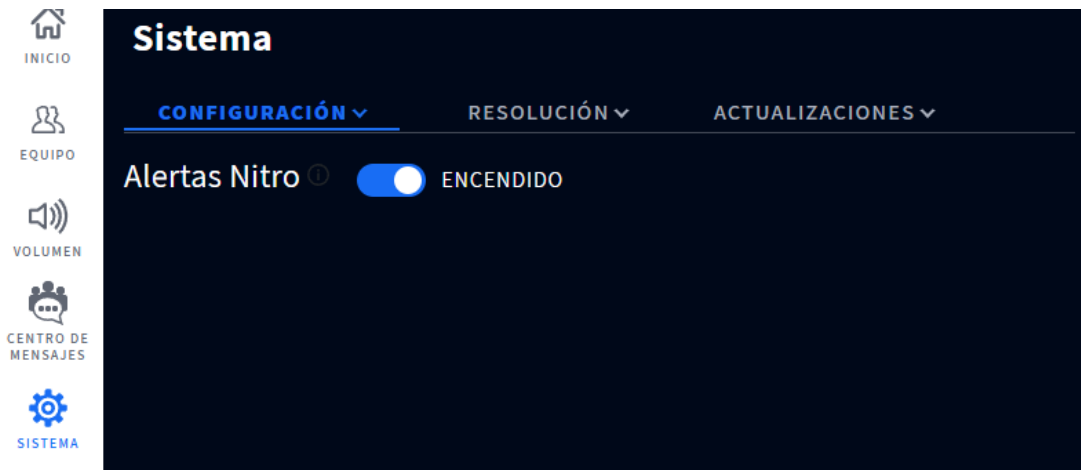 INICIO
EQUIPO
VOLUMEN
CENTRO DE
MENSAJES
SISTEMA
Sistema
CONFIGURACIÓN
RESOLUCIÓN
ACTUALIZACIONES
Alertas Nitro
ENCENDIDO